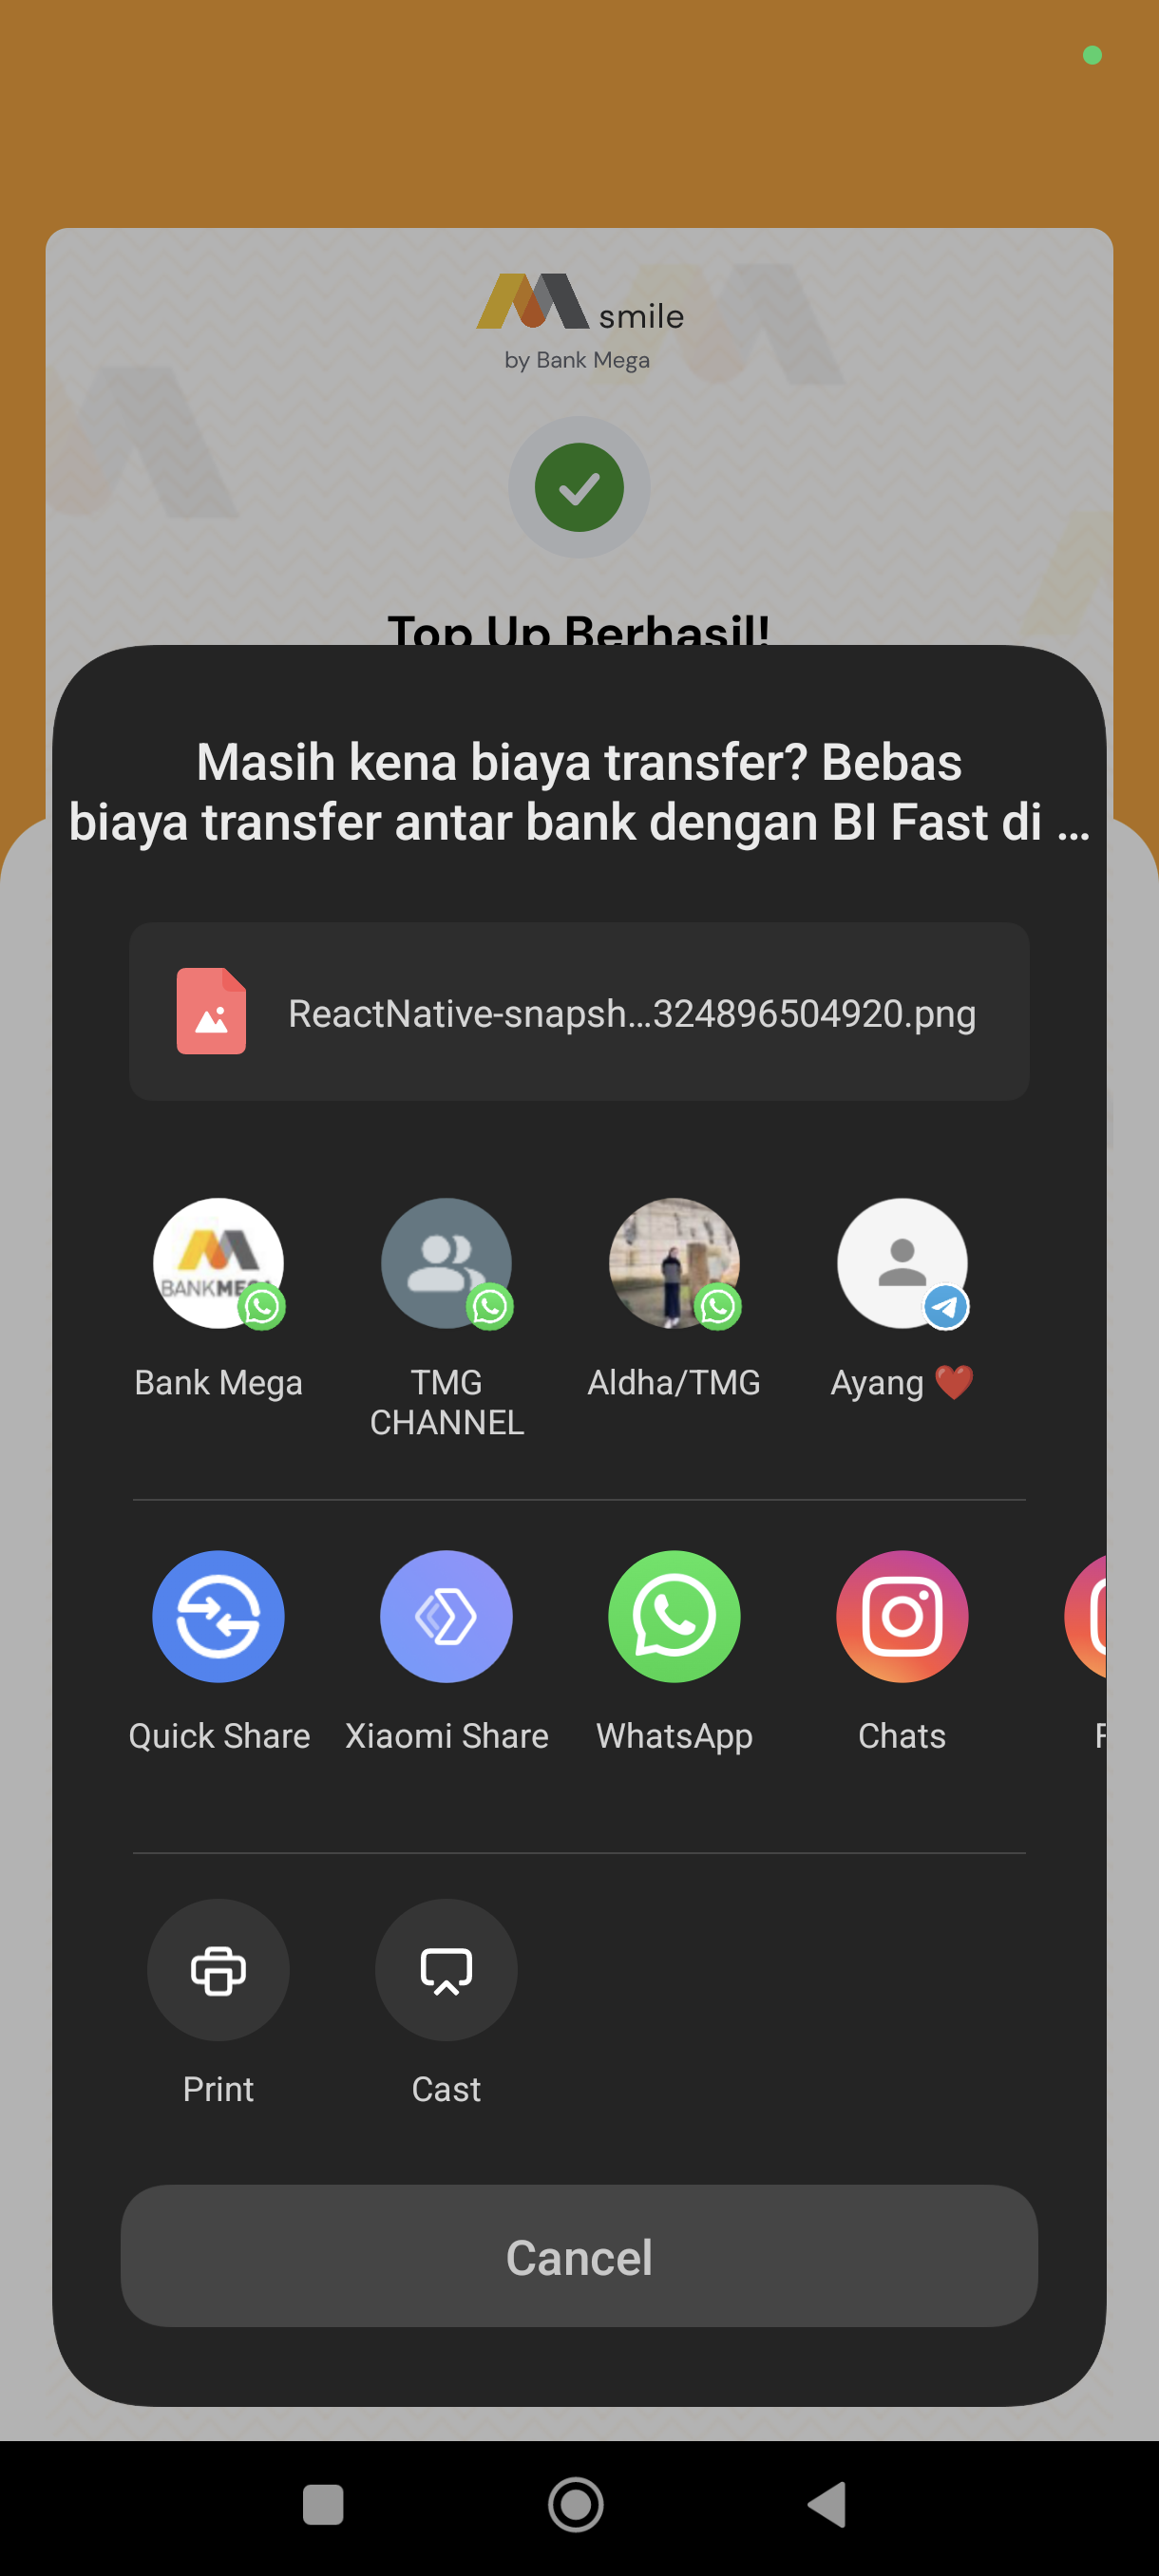 smile
by Bank Mega
Top Up Berhasil!
Masih kena biaya transfer? Bebas
biaya transfer antar bank dengan BI Fast di ...
ReactNative-snapsh...324896504920.png
BANKMEGA
Bank Mega
TMG
CHANNEL
Aldha/TMG
Ayang ❤️
Quick Share
Xiaomi Share
WhatsApp
Chats
Print
Cast
Cancel